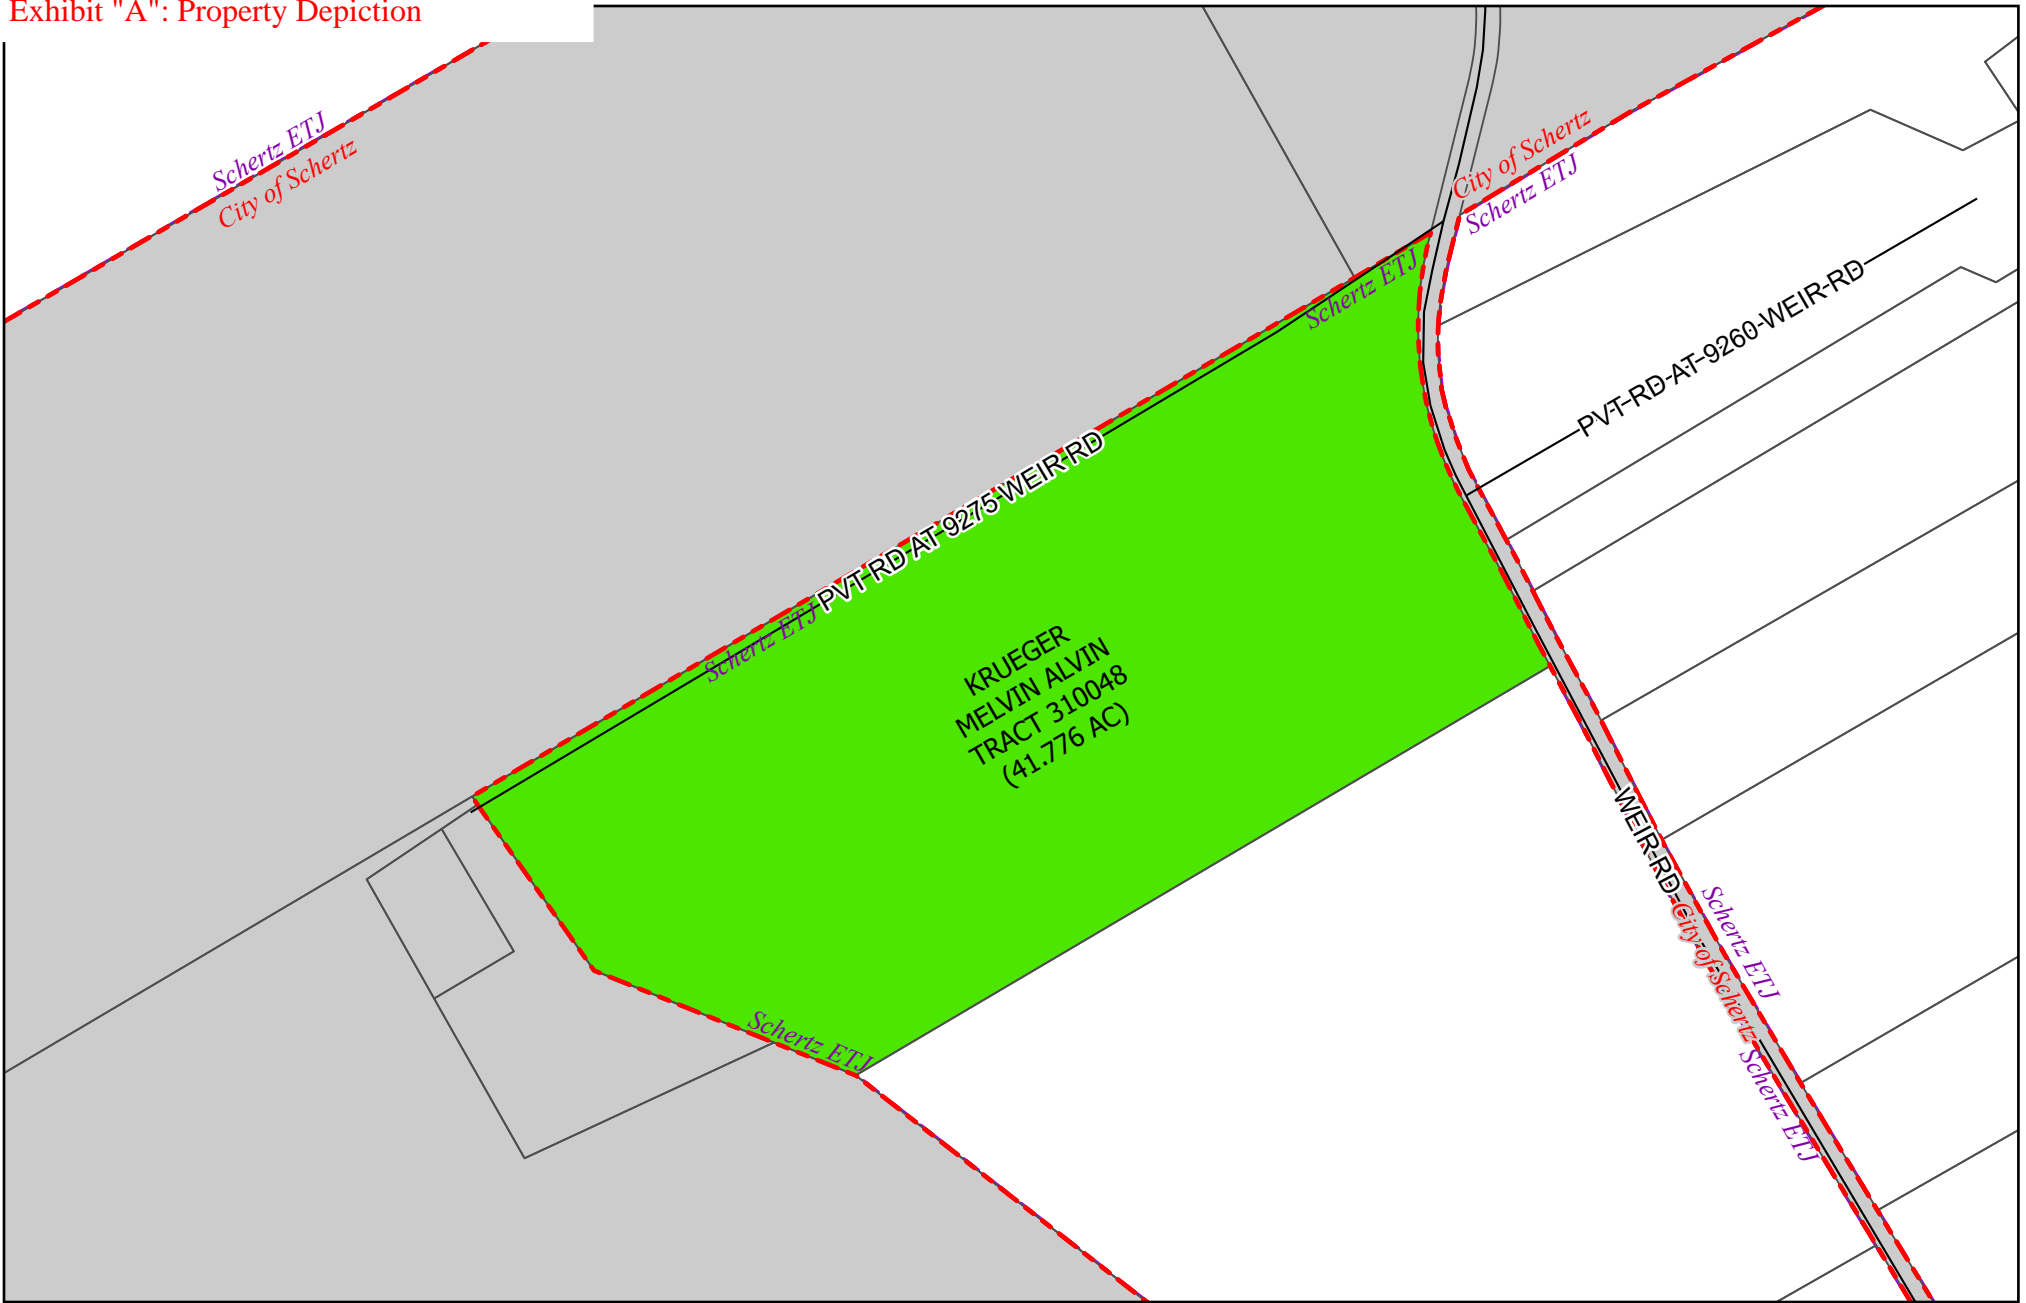 Exhibit "A": Property Depiction
Schertz ETJ
City of Schertz
City of Schertz
Schertz ETJ
Schertz ETJ
PVT-RD-AT-9260-WEIR-RD
PVT-RD-AT-9275-WEIR-RD
Schertz ETJ
KRUEGER
MELVIN ALVIN
TRACT 310048
(41.776 AC)
WEIR-RD
Schertz ETJ
City of Schertz
Schertz ETJ
Schertz ETJ